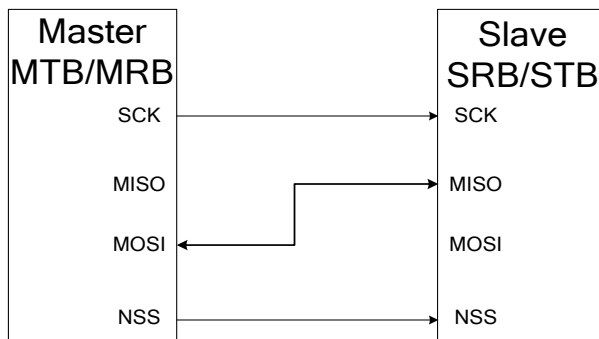 Master
MTB/MRB
SCK
MISO
MOSI
NSS
Slave
SRB/STB
SCK
MISO
MOSI
NSS